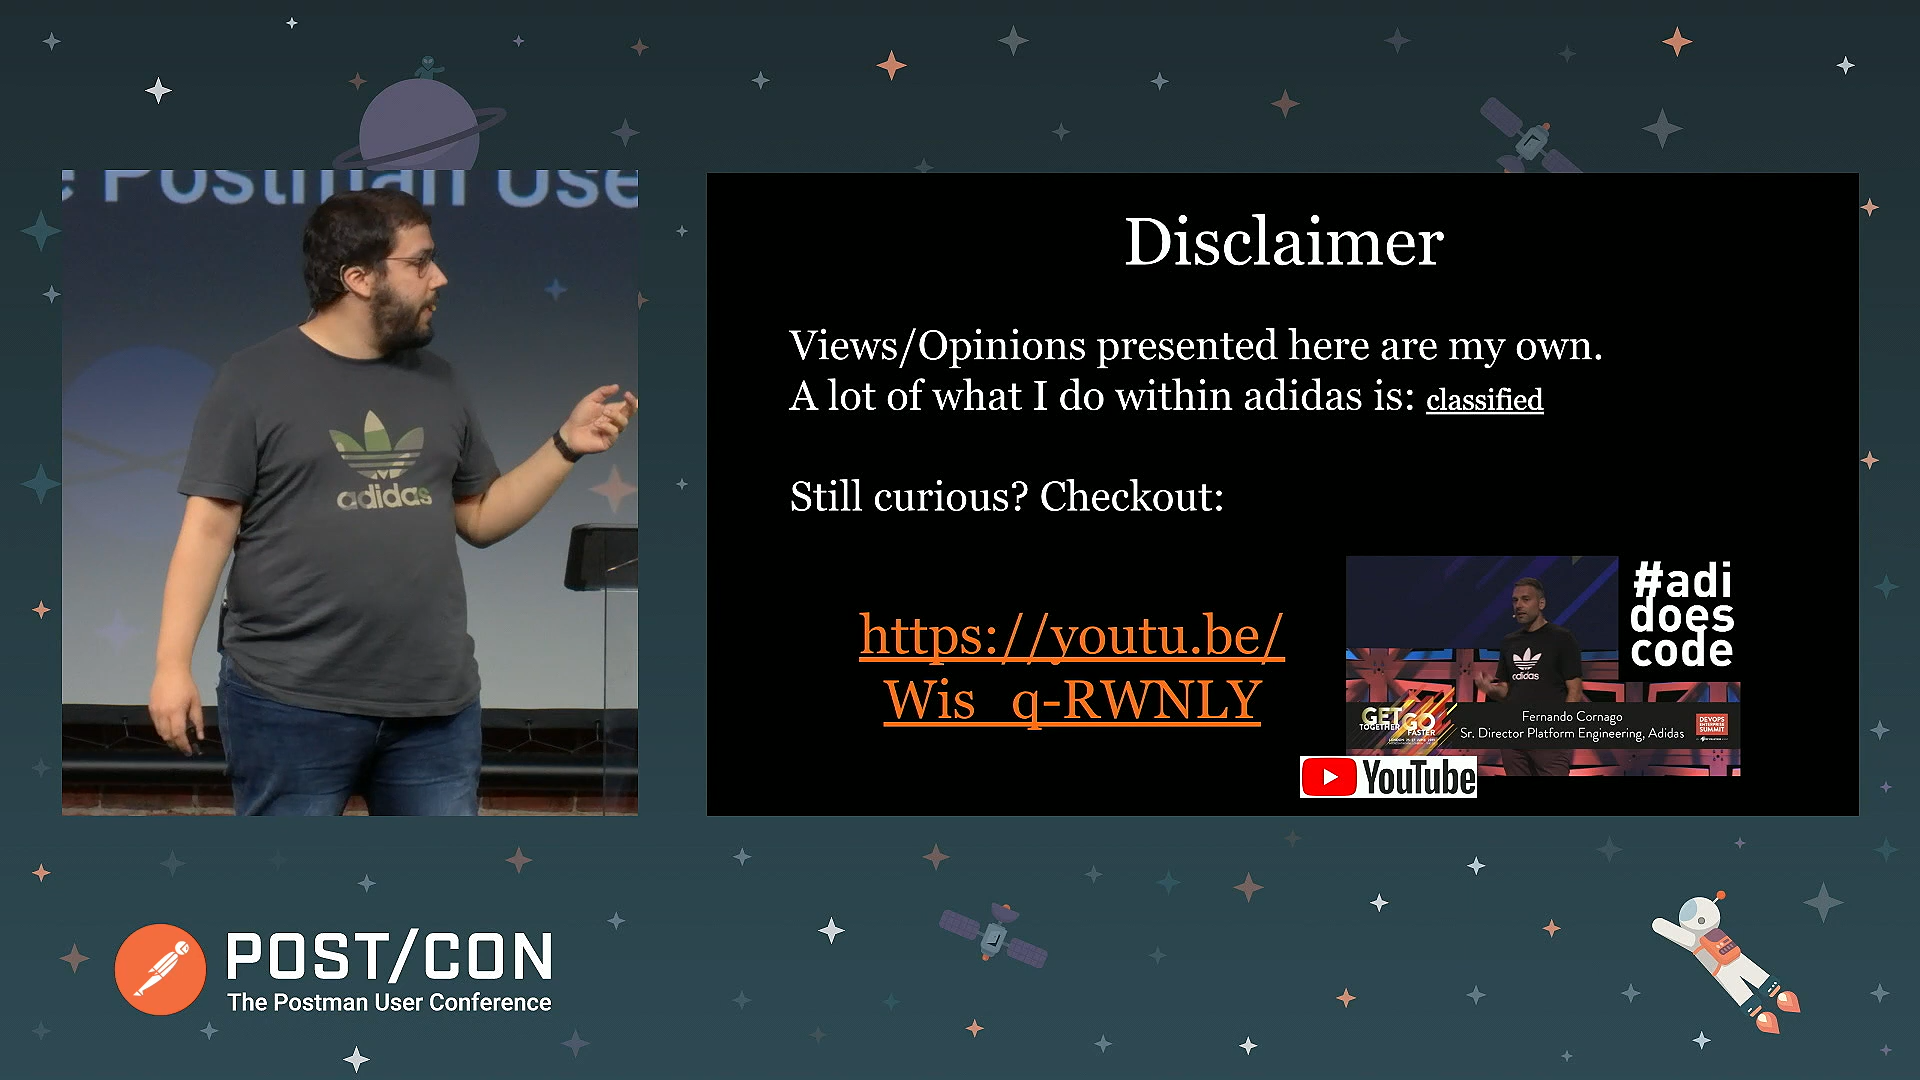 e Postman Use
adidas
Disclaimer
Views/Opinions presented here are my own.
A lot of what I do within adidas is: classified
Still curious? Checkout:
https://youtu.be/
Wis_q-RWNLY
#adi
does
code
adidas
GET
TOGETHER
GO
FASTER
Fernando Cornago
Sr. Director Platform Engineering, Adidas
DEVOPS
ENTERPRISE
SUMMIT
YouTube
POST/CON
The Postman User Conference